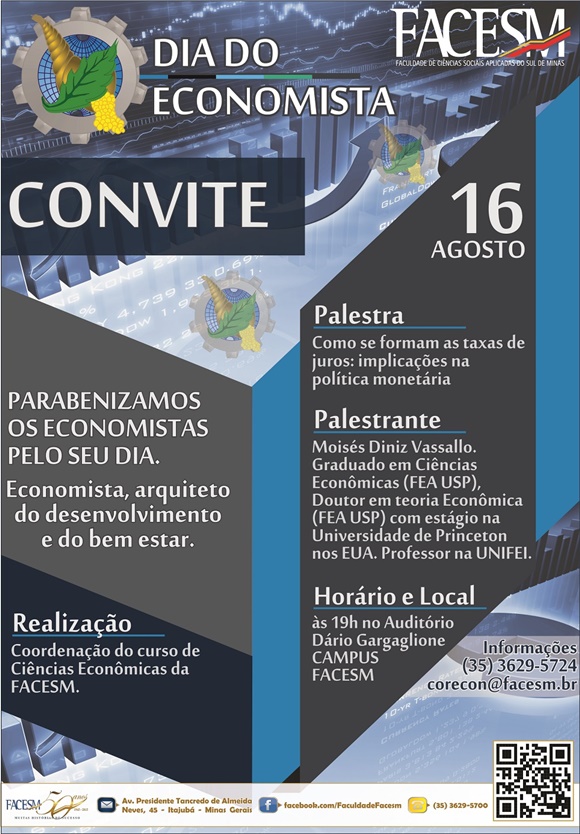 DIA DO
ECONOMISTA
FACESM
FACULDADE DE CIÊNCIAS SOCIAIS APLICADAS DO SUL DE MINAS
CONVITE
16
AGOSTO
PARABENIZAMOS
OS ECONOMISTAS
PELO SEU DIA.
Economista, arquiteto
do desenvolvimento
e do bem estar.
Realização
Coordenação do curso de
Ciências Econômicas da
FACESM.
Palestra
Como se formam as taxas de
juros: implicações na
política monetária
Palestrante
Moisés Diniz Vassallo.
Graduado em Ciências
Econômicas (FEA USP),
Doutor em teoria Econômica
(FEA USP) com estágio na
Universidade de Princeton
nos EUA. Professor na UNIFEI.
Horário e Local
às 19h no Auditório
Dário Gargaglione
CAMPUS
FACESM
Informações
(35) 3629-5724
corecon@facesm.br
FACESM 50 anos
Av. Presidente Tancredo de Almeida
Neves, 45 - Itajubá - Minas Gerais
facebook.com/FaculdadeFacesm
(35) 3629-5700